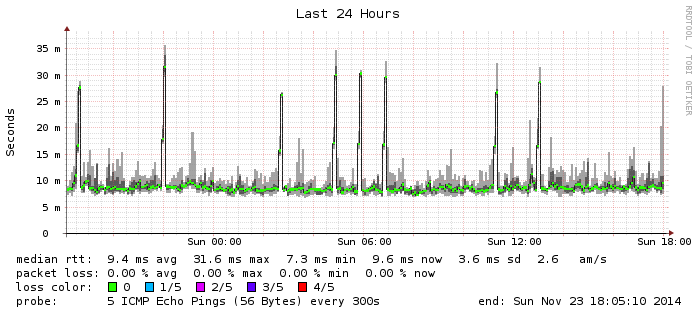 Last 24 Hours
RRDTOOL / TOBI OETIKER
Seconds
35 m
30 m
25 m
20 m
15 m
10 m
5 m
0
Sun 00:00 Sun 06:00 Sun 12:00 Sun 18:00
median rtt: 9.4 ms avg 31.6 ms max 7.3 ms min 9.6 ms now 3.6 ms sd 2.6 am/s
packet loss: 0.00 % avg 0.00 % max 0.00 % min 0.00 % now
loss color: 0 1/5 2/5 3/5 4/5
probe: 5 ICMP Echo Pings (56 Bytes) every 300s end: Sun Nov 23 18:05:10 2014